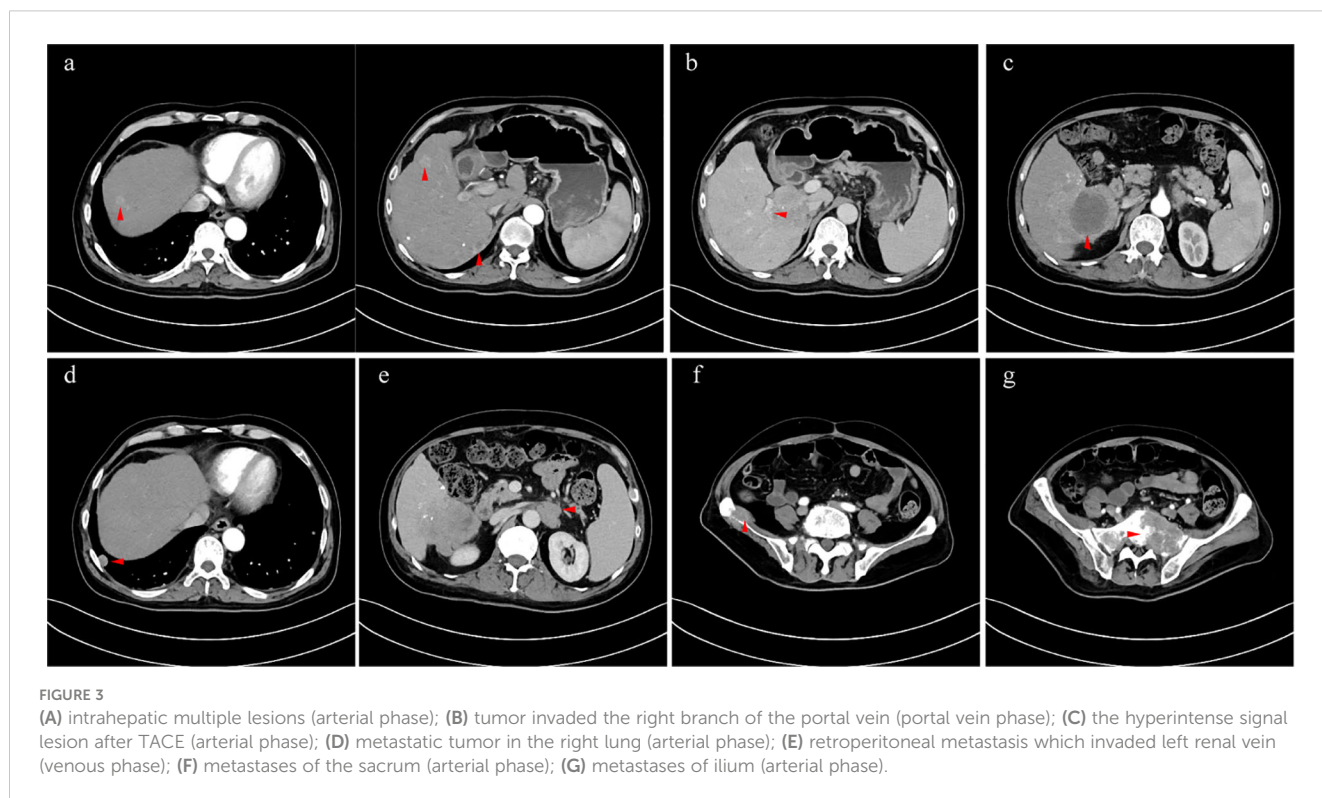 a
b
c
d
e
f
g
FIGURE 3
(A) intrahepatic multiple lesions (arterial phase); (B) tumor invaded the right branch of the portal vein (portal vein phase); (C) the hyperintense signal
lesion after TACE (arterial phase); (D) metastatic tumor in the right lung (arterial phase); (E) retroperitoneal metastasis which invaded left renal vein
(venous phase); (F) metastases of the sacrum (arterial phase); (G) metastases of ilium (arterial phase).